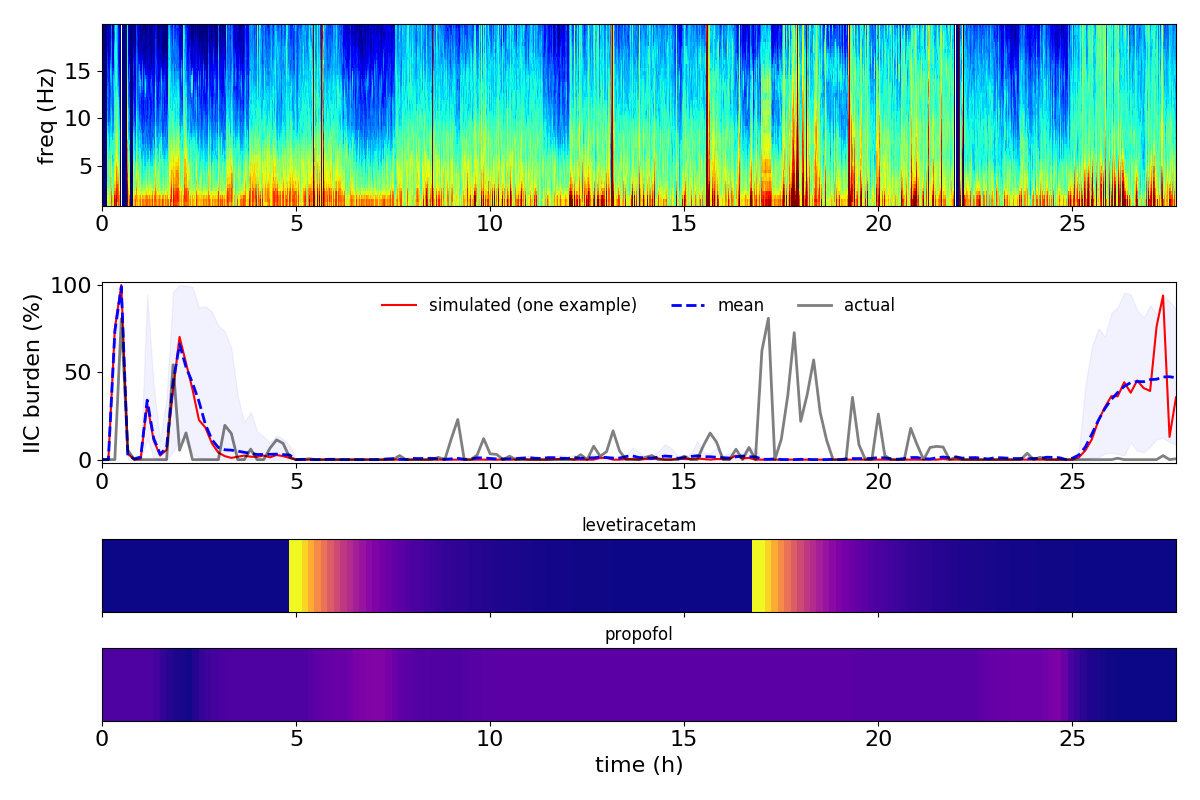 freq (Hz)
15
10
5
0 5 10 15 20 25
IIC burden (%)
100
50
0
simulated (one example) mean actual
0 5 10 15 20 25
levetiracetam
propofol
0 5 10 15 20 25
time (h)